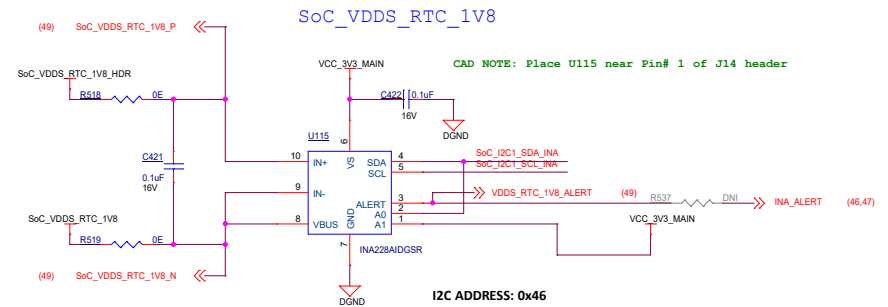 SoC_VDDS_RTC_1V8
(49) SoC_VDDS_RTC_1V8_P
SoC_VDDS_RTC_1V8_HDR
VCC_3V3_MAIN
CAD NOTE: Place U115 near Pin# 1 of J14 header
R518 0E
C422 0.1uF
16V
DGND
U115
C421
0.1uF
16V
10 IN+
6 VS
SDA 4 SoC_I2C1_SDA_INA
SCL 5 SoC_I2C1_SCL_INA
9 IN-
ALERT 3 VDDS_RTC_1V8_ALERT (49)
R537 DNI INA_ALERT (46,47)
A0 2
8 VBUS
GND 7
A1 1
VCC_3V3_MAIN
SoC_VDDS_RTC_1V8
R519 0E
INA228AIDGSR
(49) SoC_VDDS_RTC_1V8_N
DGND
I2C ADDRESS: 0x46